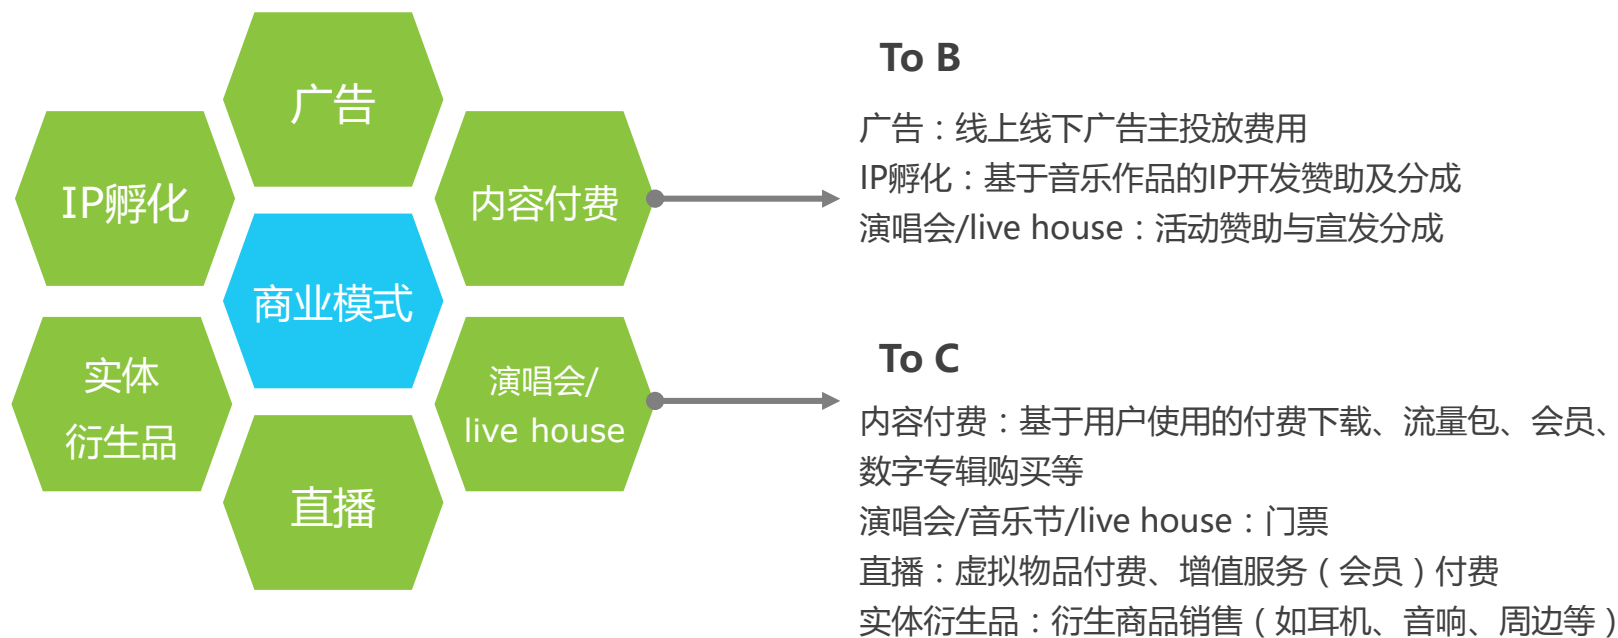 广告
IP孵化
内容付费
商业模式
实体
衍生品
演唱会/
live house
直播
To B
广告：线上线下广告主投放费用
IP孵化：基于音乐作品的IP开发赞助及分成
演唱会/live house：活动赞助与宣发分成
To C
内容付费：基于用户使用的付费下载、流量包、会员、
数字专辑购买等
演唱会/音乐节/live house：门票
直播：虚拟物品付费、增值服务（会员）付费
实体衍生品：衍生商品销售（如耳机、音响、周边等）